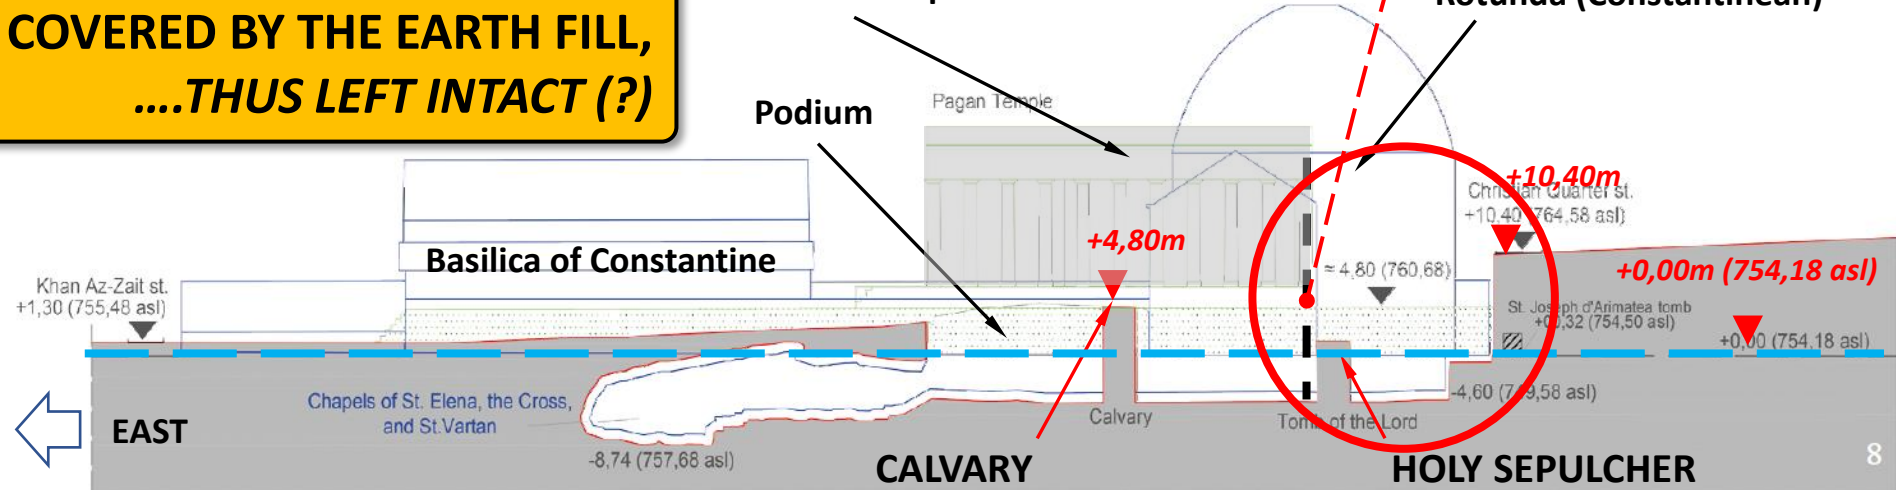 COVERED BY THE EARTH FILL,
....THUS LEFT INTACT (?)
Rotunda (Constantinean)
Pagan Temple
Podium
+10,40m
Christian Quarter st.
+10,40 (764,58 asl)
+4,80m
Basilica of Constantine
Khan Az-Zait st.
+1,30 (755,48 asl)
≈ 4,80 (760,68)
+0,00m (754,18 asl)
St. Joseph d'Arimatea tomb
+00,32 (754,50 asl)
+0,00 (754,18 asl)
Chapels of St. Elena, the Cross,
and St.Vartan
-4,60 (749,58 asl)
Calvary
Tomb of the Lord
EAST
-8,74 (757,68 asl)
CALVARY
HOLY SEPULCHER
8